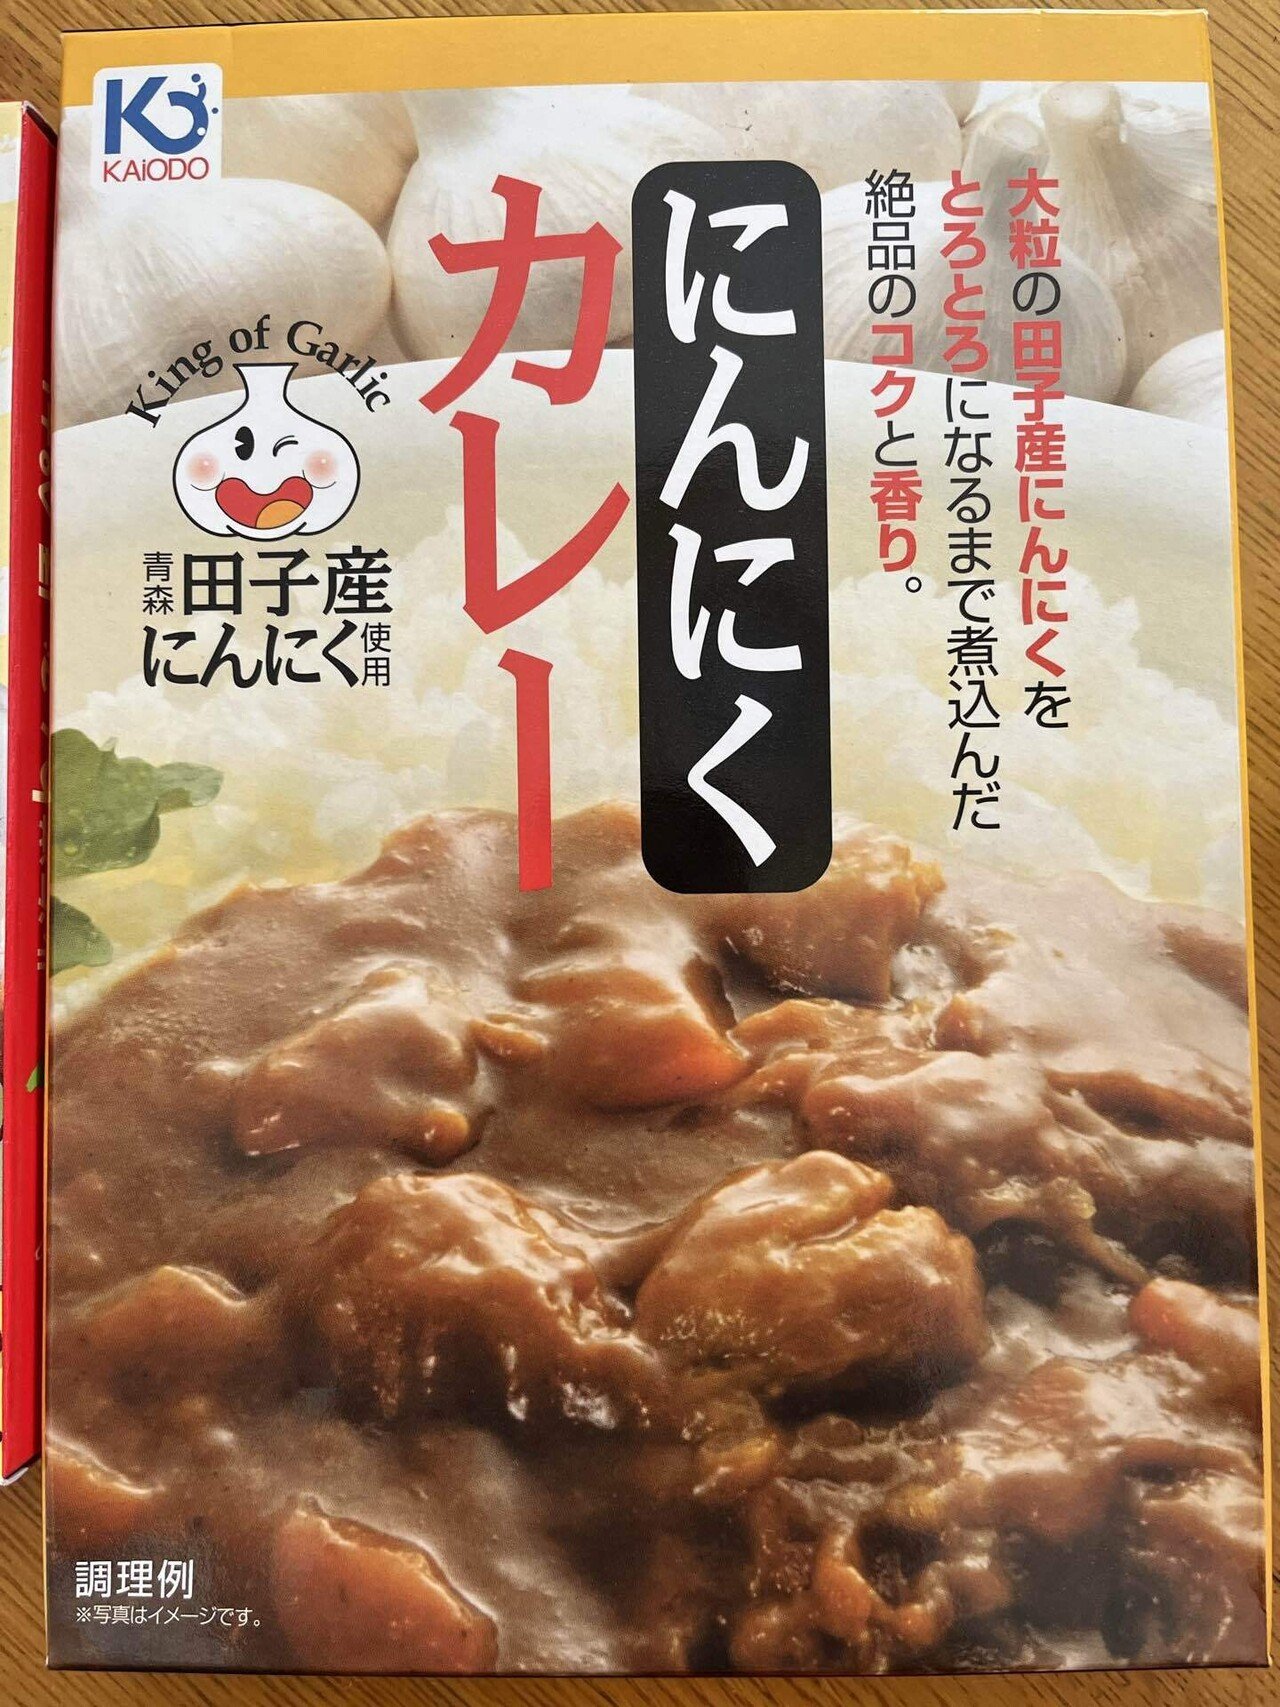 KAiODO
大粒の田子産にんにくを
とろとろになるまで煮込んだ
絶品のコクと香り。
にんにく
カレー
King of Garlic
青森 田子産
にんにく使用
調理例
※写真はイメージです。